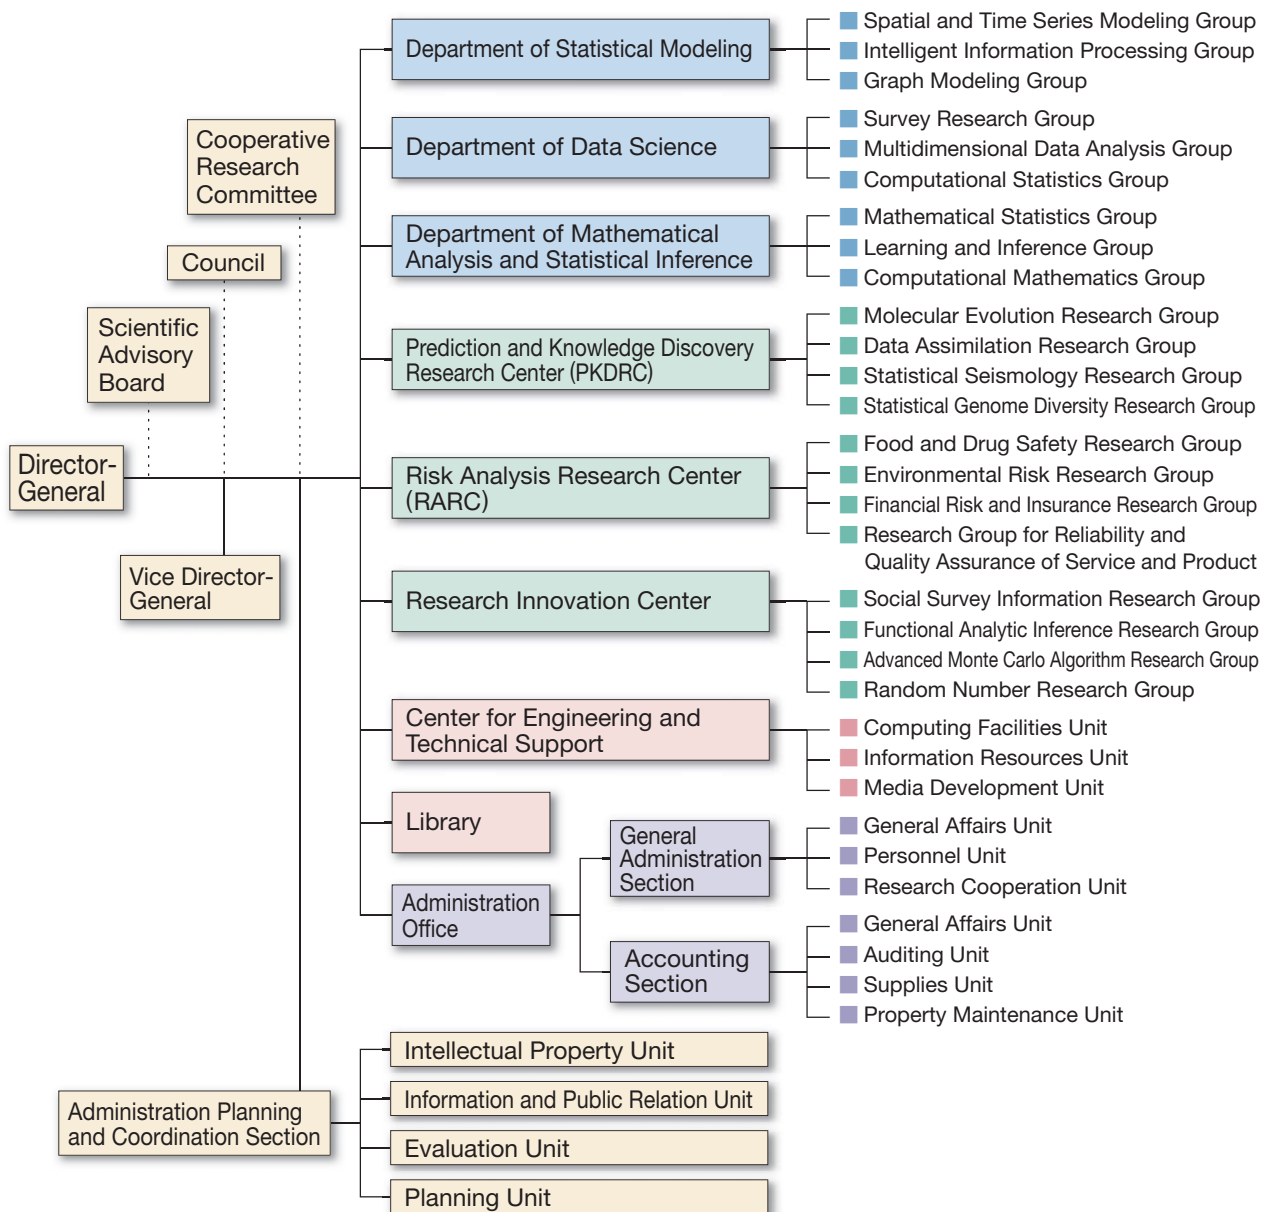 Department of Statistical Modeling
Spatial and Time Series Modeling Group
Intelligent Information Processing Group
Graph Modeling Group
Cooperative
Research
Committee
Department of Data Science
Survey Research Group
Multidimensional Data Analysis Group
Computational Statistics Group
Council
Department of Mathematical
Analysis and Statistical Inference
Mathematical Statistics Group
Learning and Inference Group
Computational Mathematics Group
Scientific
Advisory
Board
Prediction and Knowledge Discovery
Research Center (PKDRC)
Molecular Evolution Research Group
Data Assimilation Research Group
Statistical Seismology Research Group
Statistical Genome Diversity Research Group
Director-
General
Risk Analysis Research Center
(RARC)
Food and Drug Safety Research Group
Environmental Risk Research Group
Financial Risk and Insurance Research Group
Research Group for Reliability and
Quality Assurance of Service and Product
Vice Director-
General
Research Innovation Center
Social Survey Information Research Group
Functional Analytic Inference Research Group
Advanced Monte Carlo Algorithm Research Group
Random Number Research Group
Center for Engineering and
Technical Support
Computing Facilities Unit
Information Resources Unit
Media Development Unit
Library
Administration
Office
General
Administration
Section
General Affairs Unit
Personnel Unit
Research Cooperation Unit
Accounting
Section
General Affairs Unit
Auditing Unit
Supplies Unit
Property Maintenance Unit
Administration Planning
and Coordination Section
Intellectual Property Unit
Information and Public Relation Unit
Evaluation Unit
Planning Unit